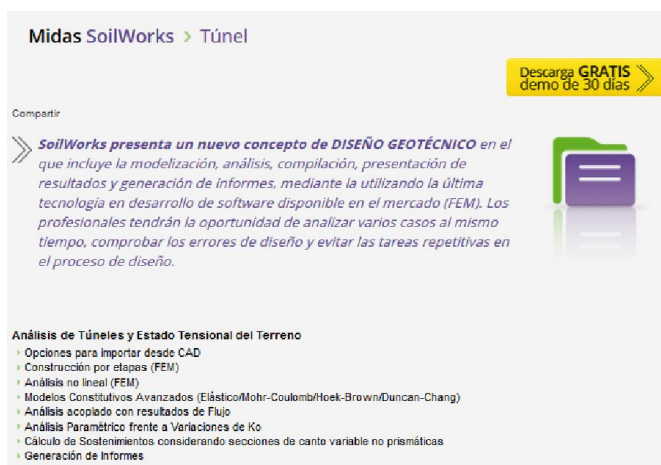 Midas SoilWorks > Túnel
Descarga GRATIS
demo de 30 días
Compartir
SoilWorks presenta un nuevo concepto de DISEÑO GEOTÉCNICO en el
que incluye la modelización, análisis, compilación, presentación de
resultados y generación de informes, mediante la utilizando la última
tecnología en desarrollo de software disponible en el mercado (FEM). Los
profesionales tendrán la oportunidad de analizar varios casos al mismo
tiempo, comprobar los errores de diseño y evitar las tareas repetitivas en
el proceso de diseño.
Análisis de Túneles y Estado Tensional del Terreno
Opciones para importar desde CAD
Construcción por etapas (FEM)
Análisis no lineal (FEM)
Modelos Constitutivos Avanzados (Elástico/Mohr-Coulomb/Hoek-Brown/Duncan-Chang)
Análisis acoplado con resultados de Flujo
Análisis Paramétrico frente a Variaciones de Ko
Cálculo de Sostenimientos considerando secciones de canto variable no prismáticas
Generación de Informes